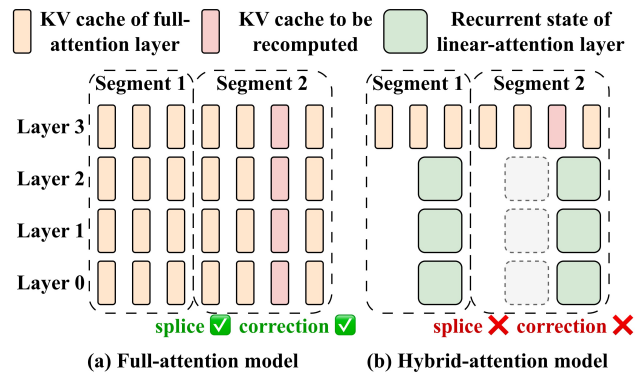 KV cache of full-
attention layer
KV cache to be
recomputed
Recurrent state of
linear-attention layer
Segment 1
Segment 2
Segment 1
Segment 2
Layer 3
Layer 2
Layer 1
Layer 0
splice ✅ correction ✅
splice ❌ correction ❌
(a) Full-attention model
(b) Hybrid-attention model